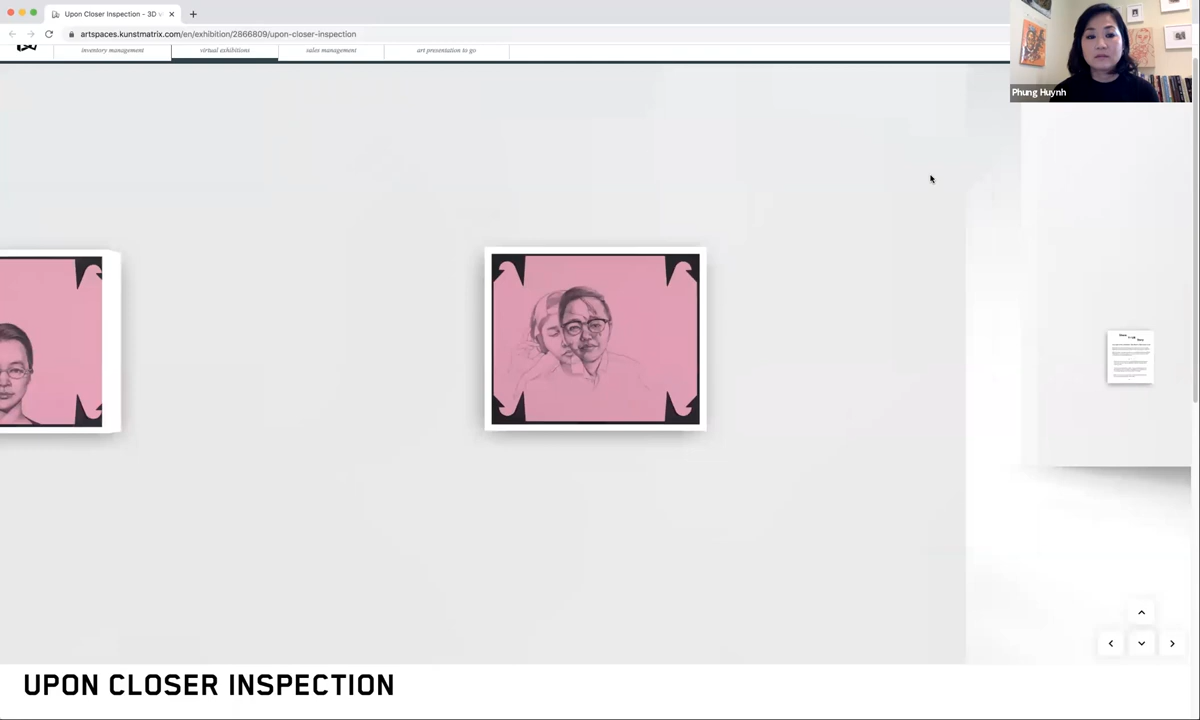 Upon Closer Inspection - 3D v
artspaces.kunstmatrix.com/en/exhibition/2866809/upon-closer-inspection
inventory management
virtual exhibitions
sales management
art presentation to go
Phung Huynh
UPON CLOSER INSPECTION